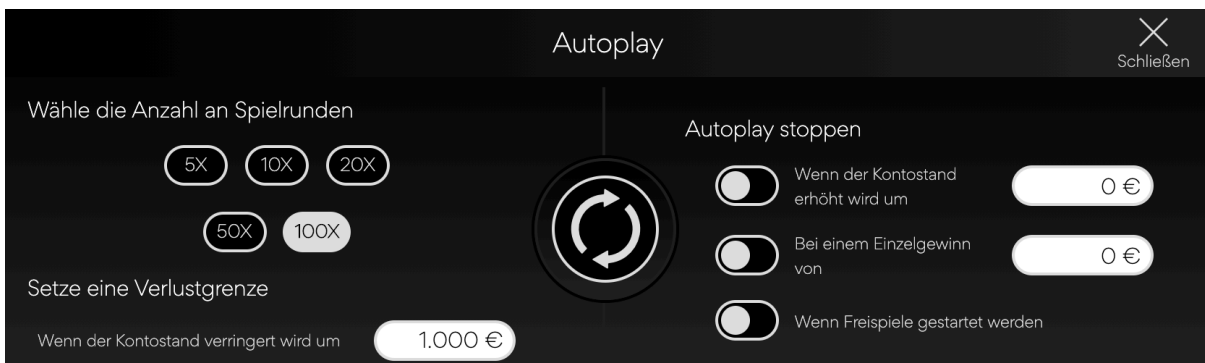 Autoplay
Schließen
Wähle die Anzahl an Spielrunden
5X 10X 20X
50X 100X
Setze eine Verlustgrenze
Wenn der Kontostand verringert wird um 1.000 €
Autoplay stoppen
Wenn der Kontostand
erhöht wird um
0 €
Bei einem Einzelgewinn
von
0 €
Wenn Freispiele gestartet werden